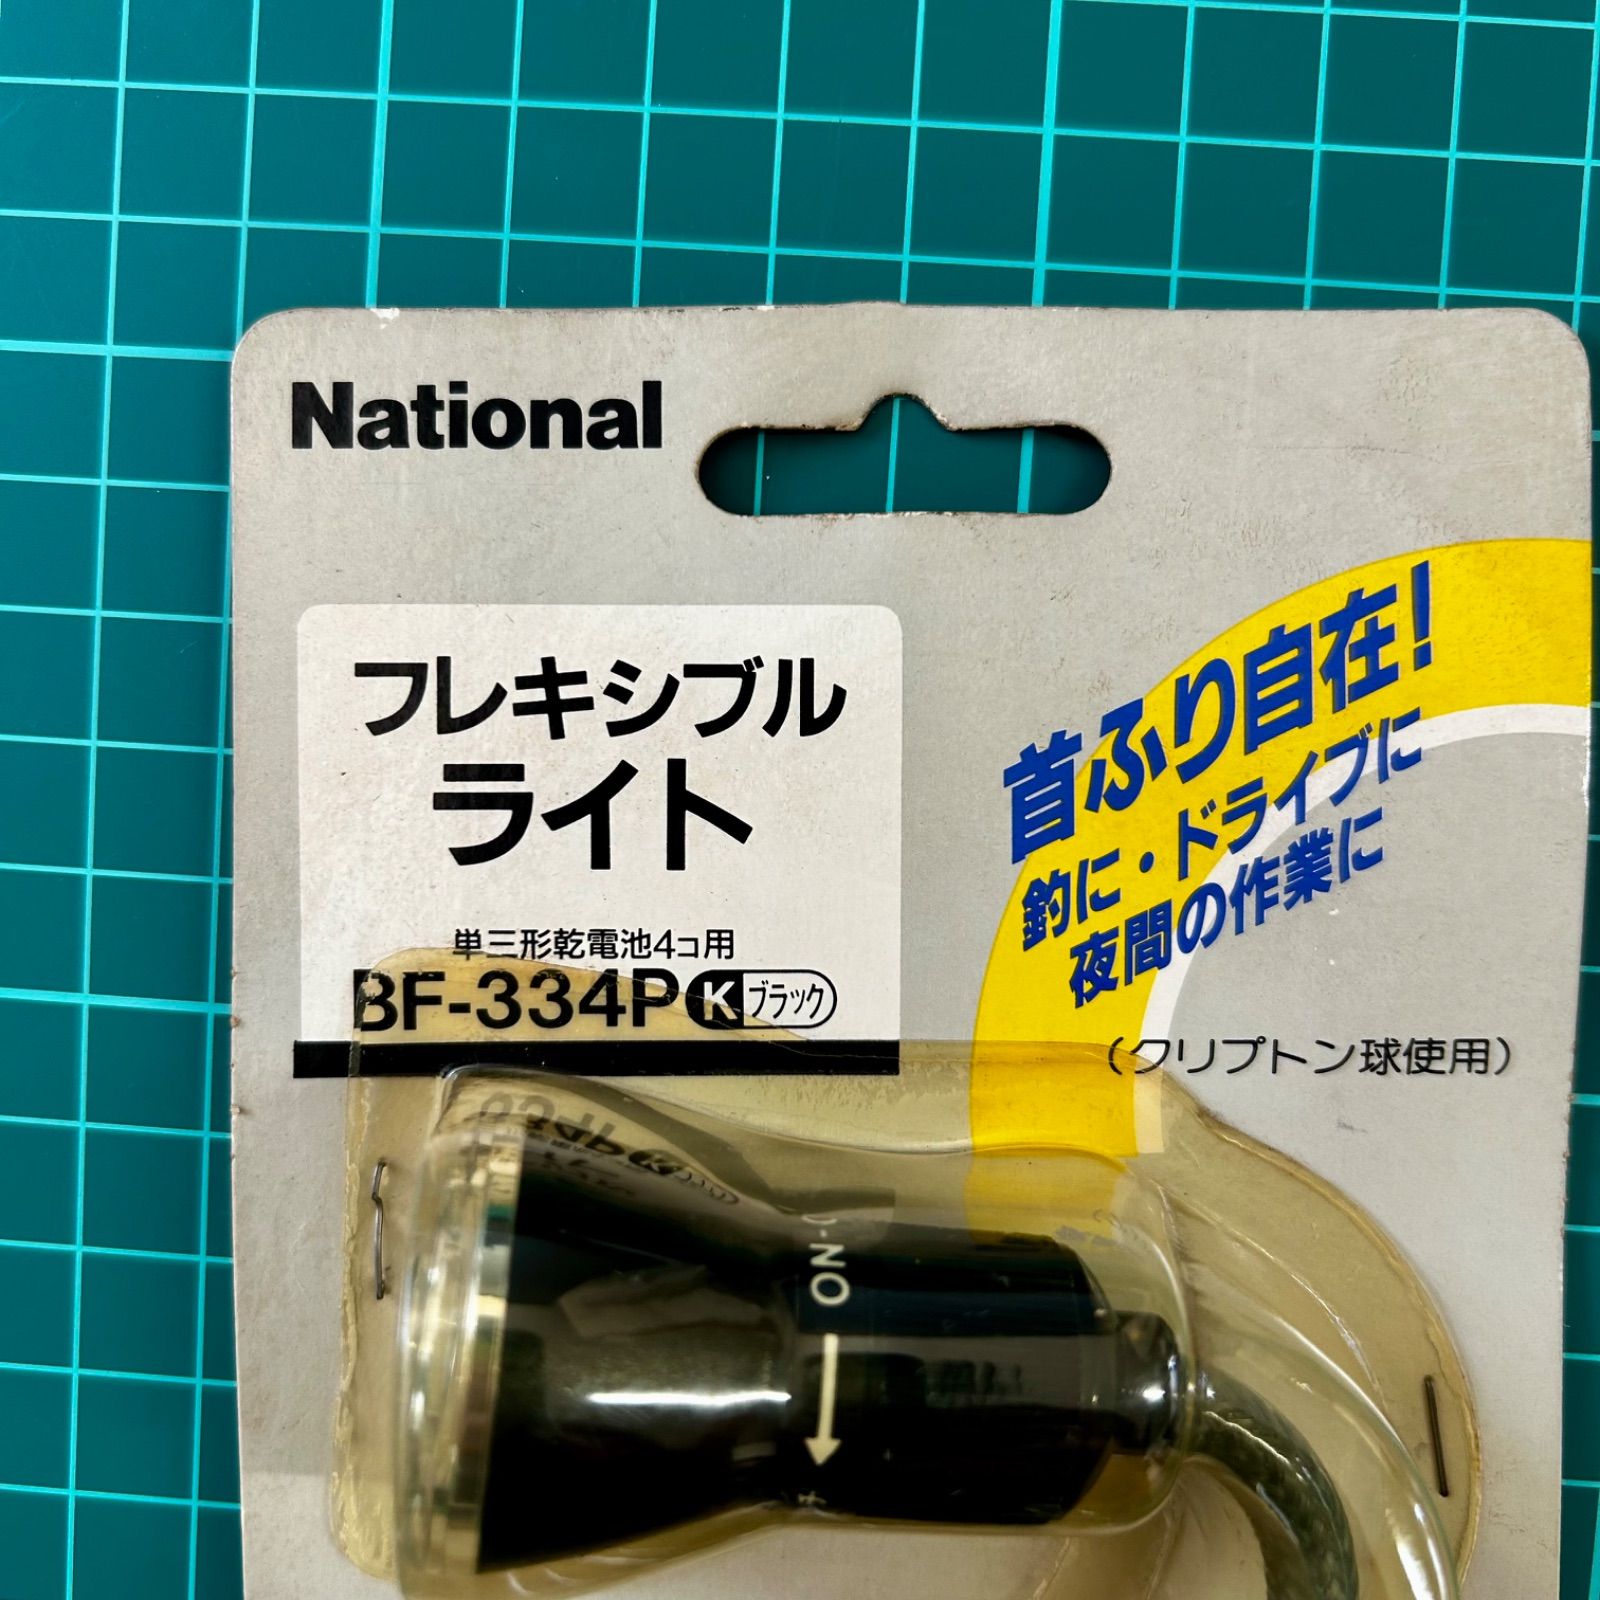 National
フレキシブル
ライト
単三形乾電池4コ用
BF-334P K ブラック
首ふり自在!
釣に・ドライブに
夜間の作業に
(クリプトン球使用)
ON